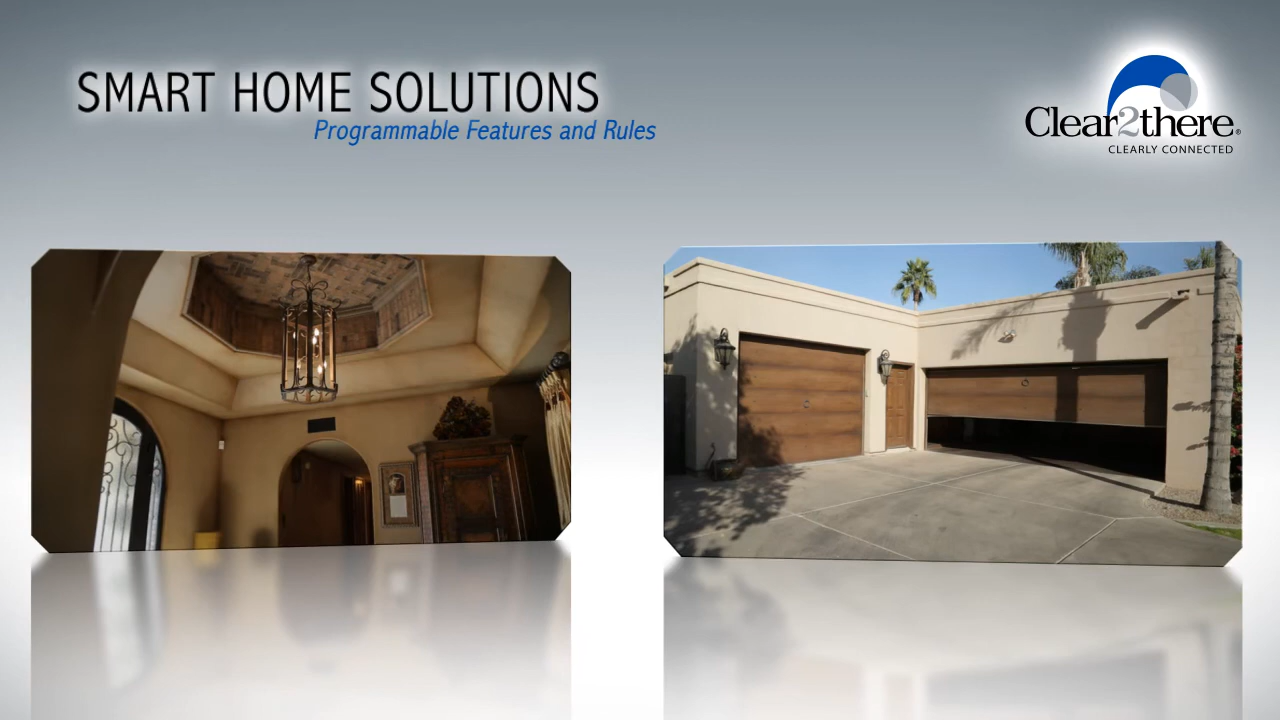 SMART HOME SOLUTIONS
Programmable Features and Rules
Clear2there®
CLEARLY CONNECTED